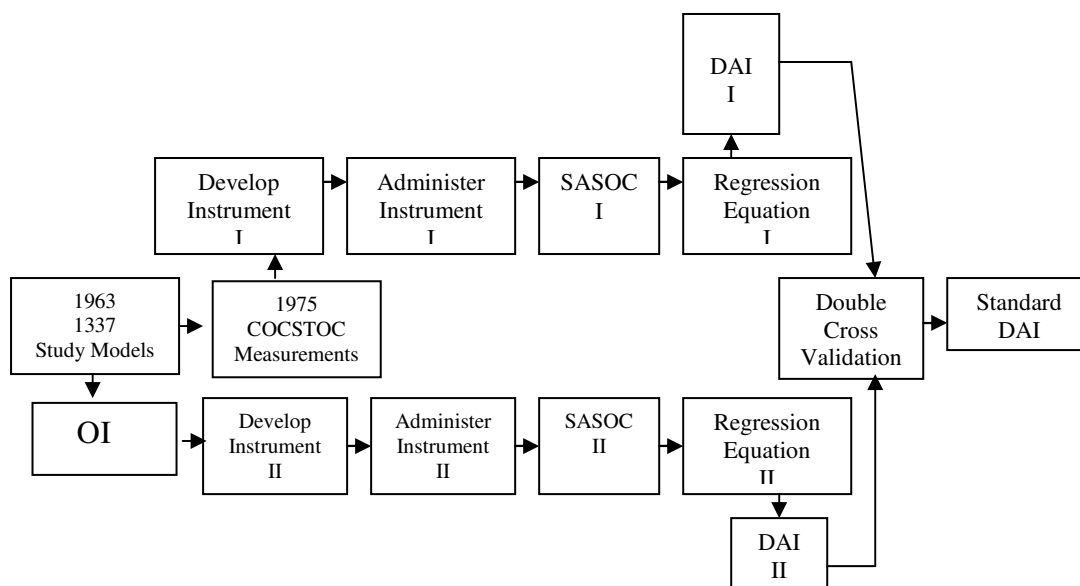 DAI
I
Develop
Instrument
I
Administer
Instrument
I
SASOC
I
Regression
Equation
I
1963
1337
Study Models
1975
COCSTOC
Measurements
Double
Cross
Validation
Standard
DAI
OI
Develop
Instrument
II
Administer
Instrument
II
SASOC
II
Regression
Equation
II
DAI
II